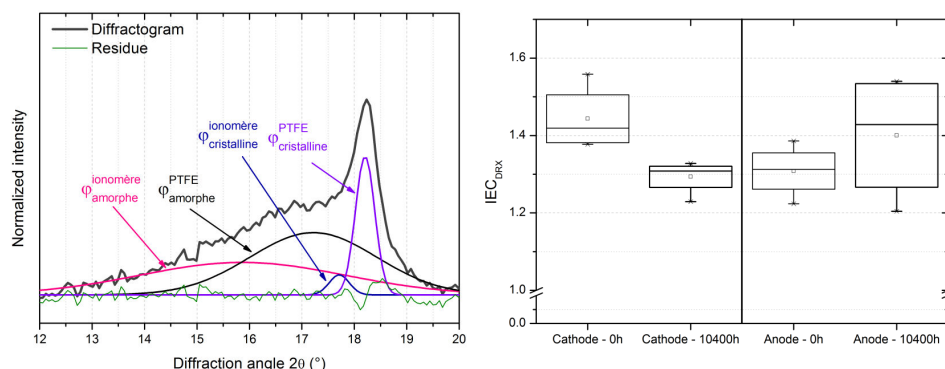 Diffractogram
Residue
φ ionomère cristalline
φ PTFE cristalline
φ ionomère amorphe
φ PTFE amorphe
Normalized intensity
12 13 14 15 16 17 18 19 20
Diffraction angle 2θ (°)
1.6
1.4
1.2
1.0
0.0
IEC DRX
Cathode - 0h Cathode - 10400h Anode - 0h Anode - 10400h